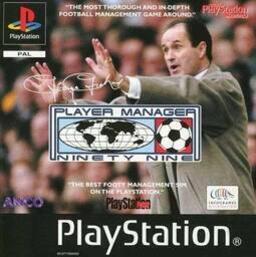 PlayStation
PAL
"THE MOST THOROUGH AND IN-DEPTH
FOOTBALL MANAGEMENT GAME AROUND"
PlayStation
PLAYER MANAGER
NINETY NINE
ANCO
"THE BEST FOOTY MANAGEMENT SIM
ON THE PLAYSTATION."
PlayStation
INFOGRAMES
PlayStation®